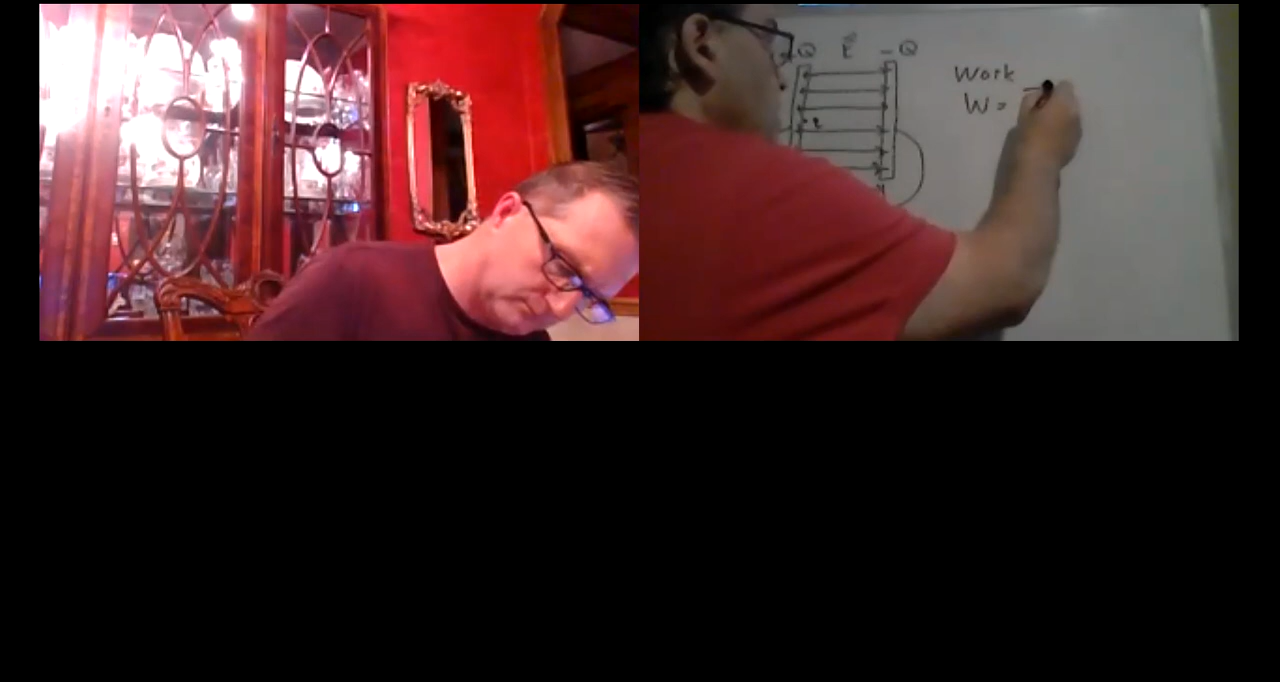 Q E⃗ -Q
Work
W =
q